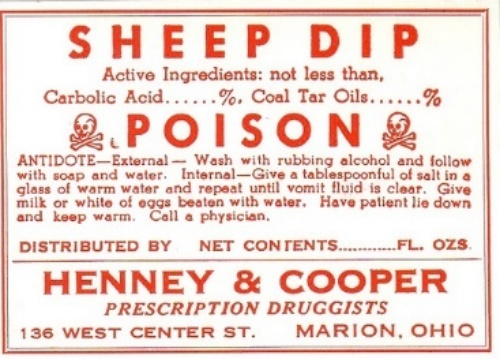 SHEEP DIP
Active Ingredients: not less than,
Carbolic Acid......%, Coal Tar Oils......%
POISON
ANTIDOTE—External— Wash with rubbing alcohol and follow
with soap and water. Internal—Give a tablespoonful of salt in a
glass of warm water and repeat until vomit fluid is clear. Give
milk or white of eggs beaten with water. Have patient lie down
and keep warm. Call a physician.
DISTRIBUTED BY NET CONTENTS............FL. OZS.
HENNEY & COOPER
PRESCRIPTION DRUGGISTS
136 WEST CENTER ST. MARION, OHIO